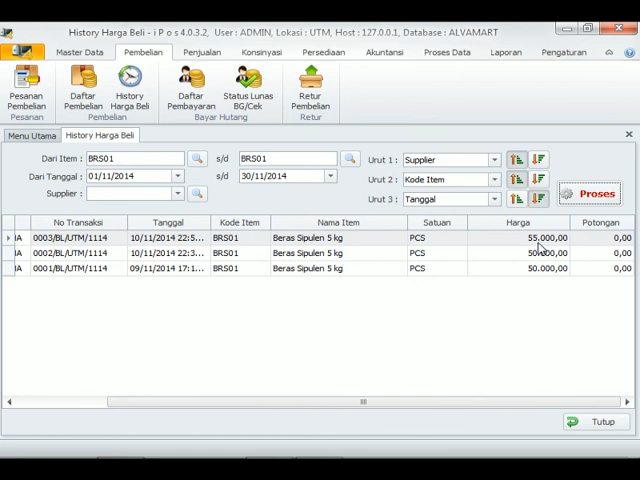 History Harga Beli - i P o s 4.0.3.2, User : ADMIN, Lokasi : UTM, Host : 127.0.0.1, Database : ALVAMART
Master Data Pembelian Penjualan Konsinyasi Persediaan Akuntansi Proses Data Laporan Pengaturan
Pesanan Pembelian
Daftar Pembelian
History Harga Beli
Daftar Pembayaran
Status Lunas BG/Cek
Retur Pembelian
Pesanan Pembelian Bayar Hutang Retur
Menu Utama History Harga Beli
Dari Item : BRS01 s/d BRS01 Urut 1 : Supplier
Dari Tanggal : 01/11/2014 s/d 30/11/2014 Urut 2 : Kode Item
Supplier : Urut 3 : Tanggal
Proses
No Transaksi Tanggal Kode Item Nama Item Satuan Harga Potongan
IA 0003/BL/UTM/1114 10/11/2014 22:5... BRS01 Beras Sipulen 5 kg PCS 55.000,00 0,00
IA 0002/BL/UTM/1114 10/11/2014 22:3... BRS01 Beras Sipulen 5 kg PCS 50.000,00 0,00
IA 0001/BL/UTM/1114 09/11/2014 17:1... BRS01 Beras Sipulen 5 kg PCS 50.000,00 0,00
Tutup